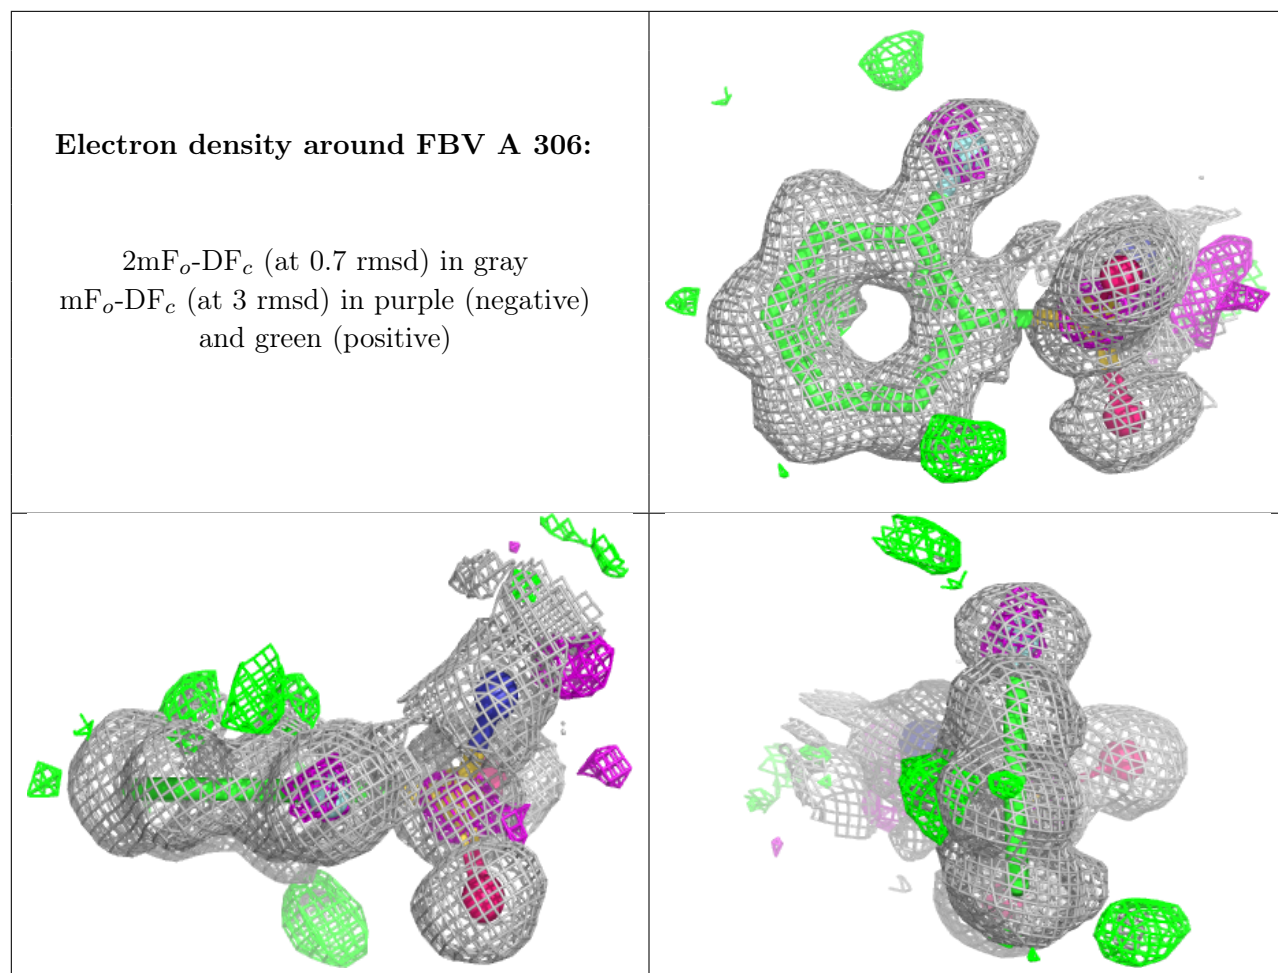 Electron density around FBV A 306:
2mFo-DFc (at 0.7 rmsd) in gray
mFo-DFc (at 3 rmsd) in purple (negative)
and green (positive)